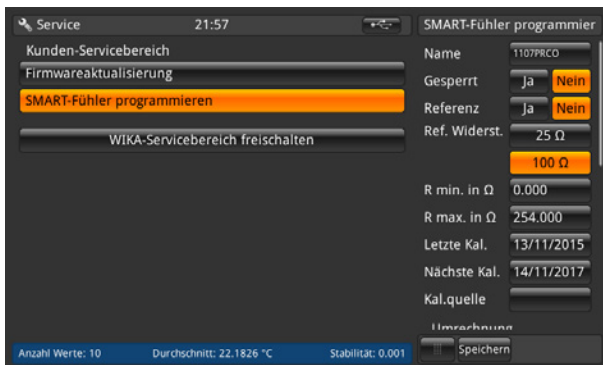 Service 21:57
Kunden-Servicebereich
Firmwareaktualisierung
SMART-Fühler programmieren
WIKA-Servicebereich freischalten
Anzahl Werte: 10 Durchschnitt: 22.1826 °C Stabilität: 0.001
SMART-Fühler programmier
Name 1107PRCO
Gesperrt Ja Nein
Referenz Ja Nein
Ref. Widerst. 25 Ω
100 Ω
R min. in Ω 0.000
R max. in Ω 254.000
Letzte Kal. 13/11/2015
Nächste Kal. 14/11/2017
Kal.quelle
Umrechnung
Speichern